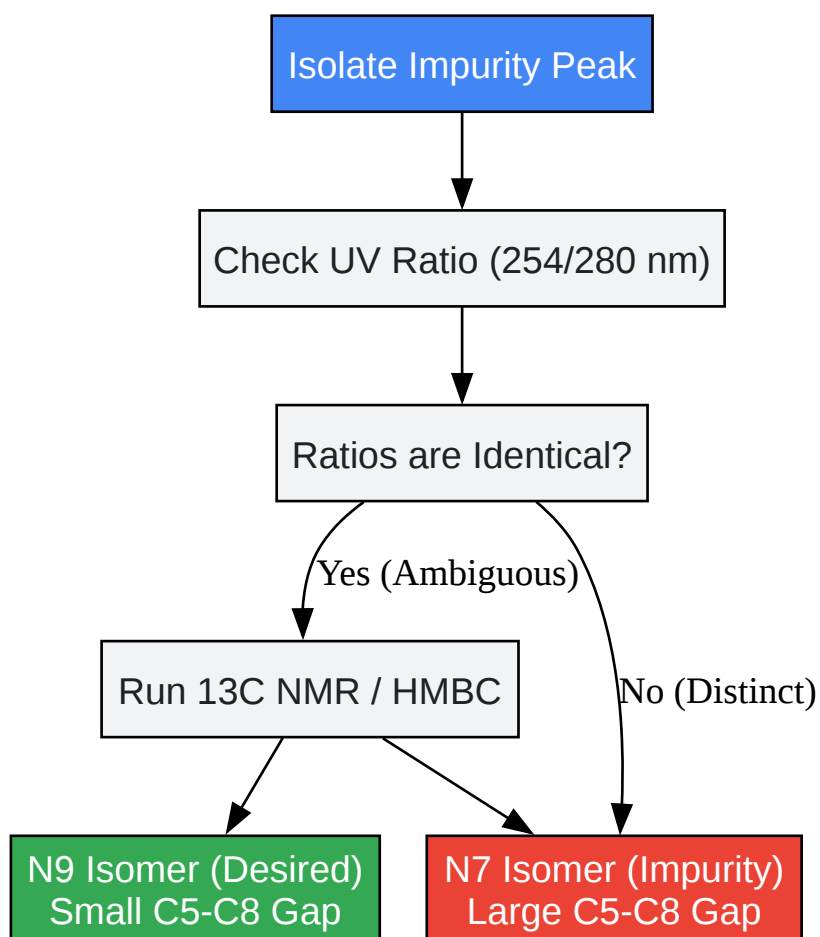 Isolate Impurity Peak
Check UV Ratio (254/280 nm)
Ratios are Identical?
Yes (Ambiguous)
No (Distinct)
Run 13C NMR / HMBC
N9 Isomer (Desired)
Small C5-C8 Gap
N7 Isomer (Impurity)
Large C5-C8 Gap